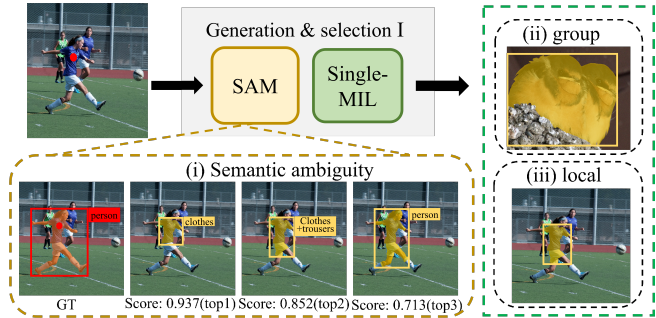 Generation & selection I
SAM
Single-
MIL
(ii) group
(i) Semantic ambiguity
(iii) local
person
clothes
Clothes
+trousers
person
GT
Score: 0.937(top1)
Score: 0.852(top2)
Score: 0.713(top3)